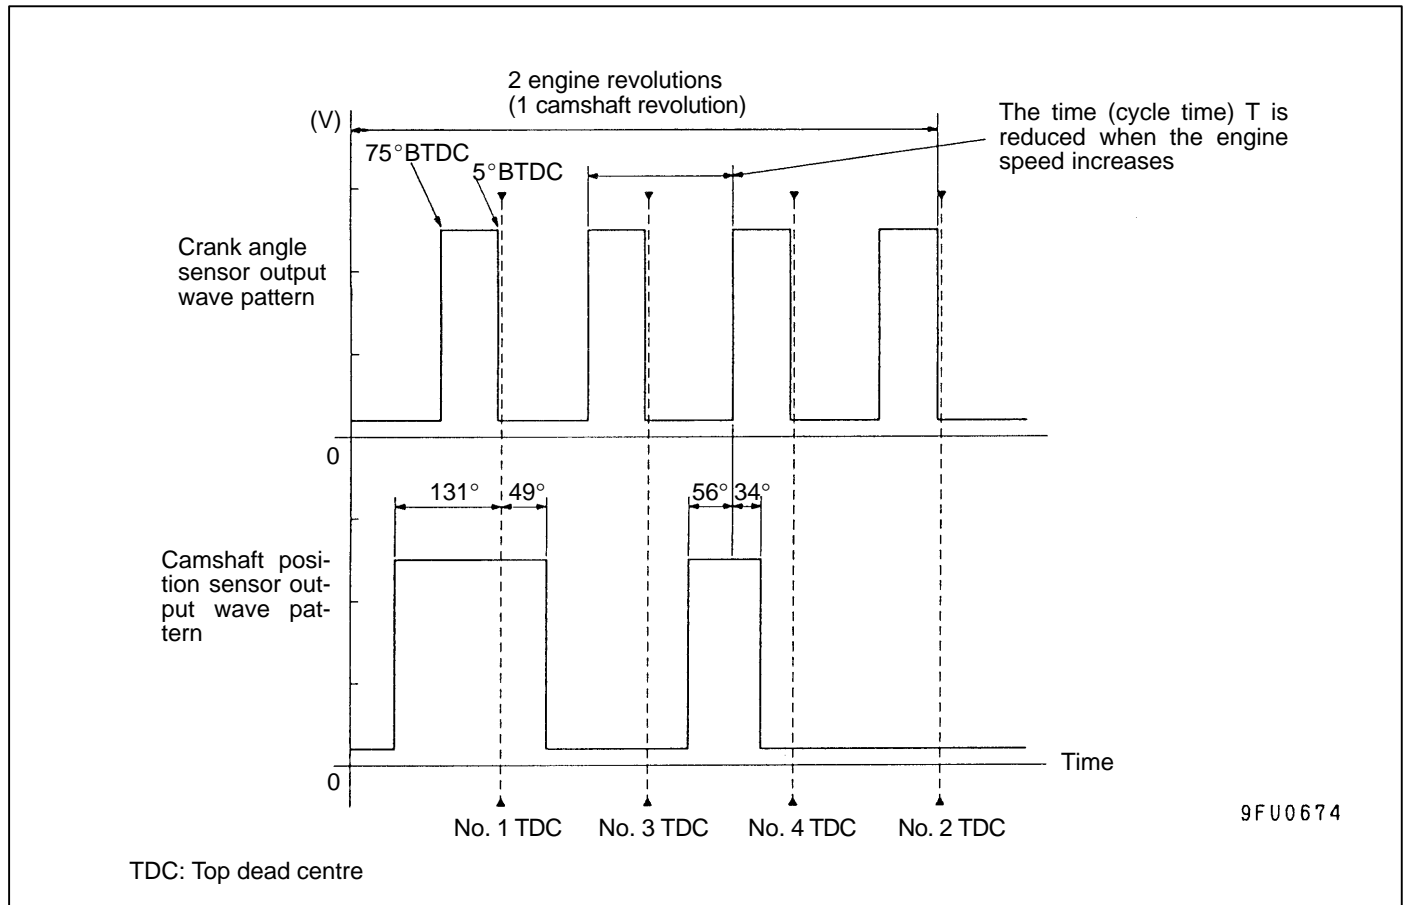 2 engine revolutions
(1 camshaft revolution)
(V)
The time (cycle time) T is
reduced when the engine
speed increases
75°BTDC
5°BTDC
Crank angle
sensor output
wave pattern
0
131°
49°
56°
34°
Camshaft posi-
tion sensor out-
put wave pat-
tern
0
Time
No. 1 TDC
No. 3 TDC
No. 4 TDC
No. 2 TDC
9FU0674
TDC: Top dead centre